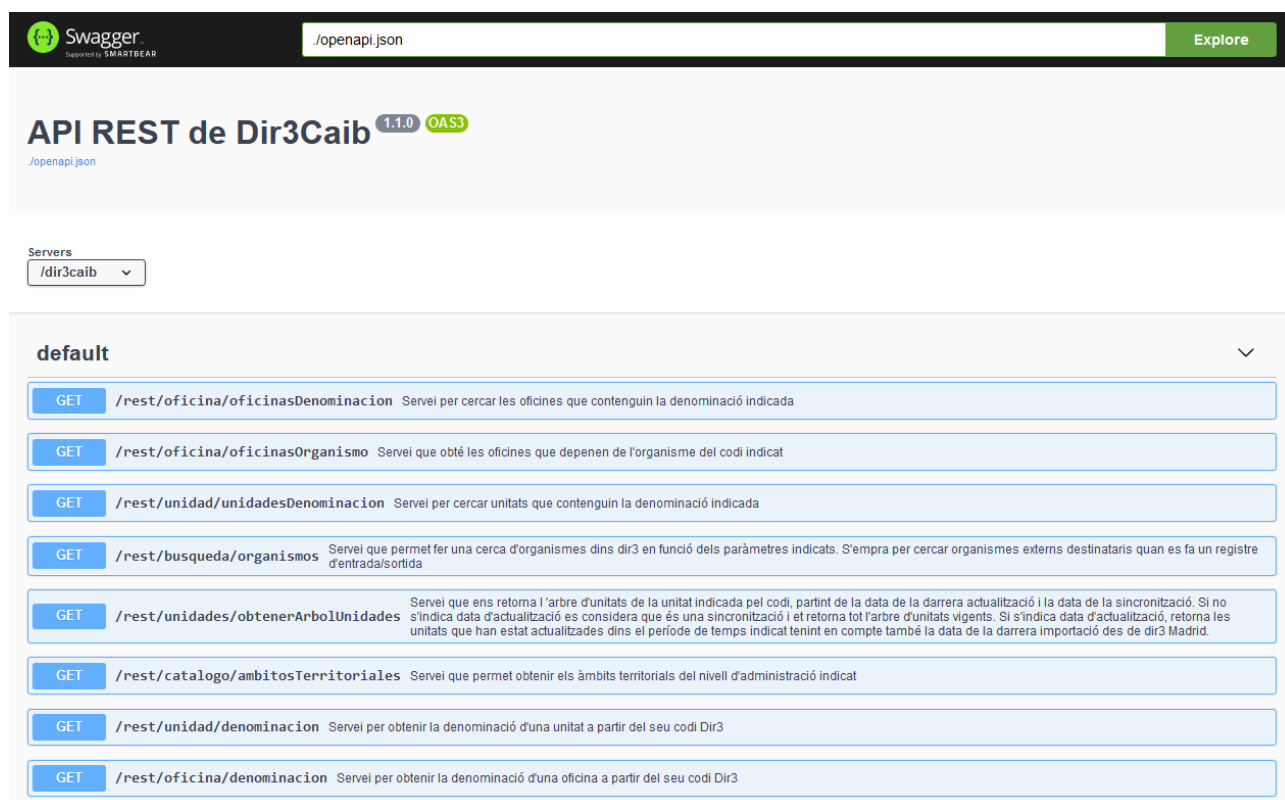 Swagger.
Supported by SMARTBEAR
./openapi.json
Explore
API REST de Dir3Caib 1.1.0 OAS3
./openapi.json
Servers
/dir3caib
default
GET /rest/oficina/oficinasDenominacion Servei per cercar les oficines que contenguin la denominació indicada
GET /rest/oficina/oficinasOrganismo Servei que obté les oficines que depenen de l'organisme del codi indicat
GET /rest/unidad/unidadesDenominacion Servei per cercar unitats que contenguin la denominació indicada
GET /rest/busqueda/organismos Servei que permet fer una cerca d'organismes dins dir3 en funció dels paràmetres indicats. S'empra per cercar organismes externs destinataris quan es fa un registre
d'entrada/sortida
GET /rest/unidades/obtenerArbolUnidades Servei que ens retorna l 'arbre d'unitats de la unitat indicada pel codi, partint de la data de la darrera actualització i la data de la sincronització. Si no
s'indica data d'actualització es considera que és una sincronització i et retorna tot l'arbre d'unitats vigents. Si s'indica data d'actualització, retorna les
unitats que han estat actualitzades dins el període de temps indicat tenint en compte també la data de la darrera importació des de dir3 Madrid.
GET /rest/catalogo/ambitosTerritoriales Servei que permet obtenir els àmbits territorials del nivell d'administració indicat
GET /rest/unidad/denominacion Servei per obtenir la denominació d'una unitat a partir del seu codi Dir3
GET /rest/oficina/denominacion Servei per obtenir la denominació d'una oficina a partir del seu codi Dir3